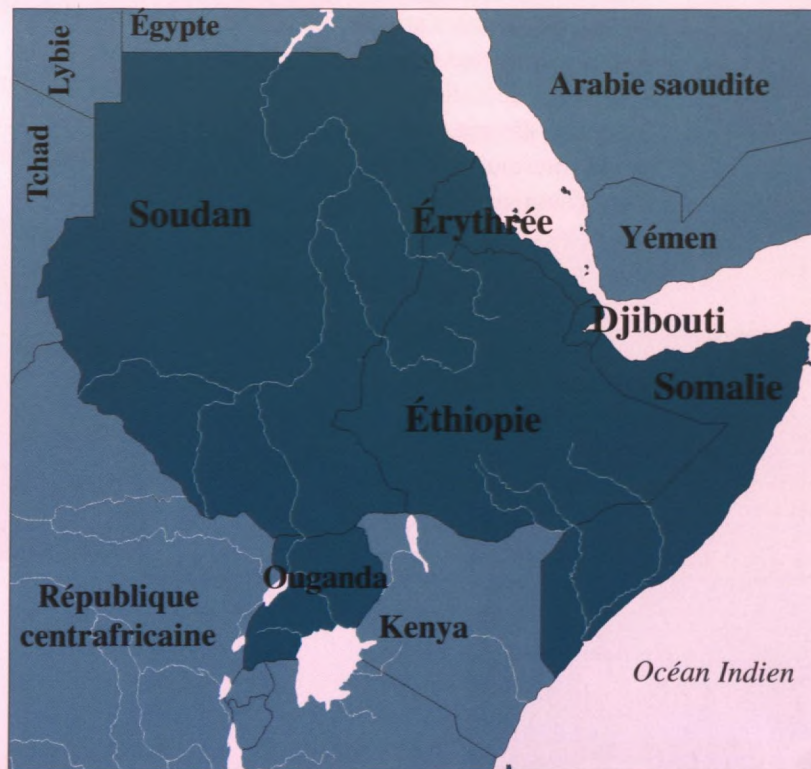 Égypte
Lybie
Arabie saoudite
Tchad
Soudan
Érythrée
Yémen
Djibouti
Somalie
Éthiopie
Ouganda
République
centrafricaine
Kenya
Océan Indien